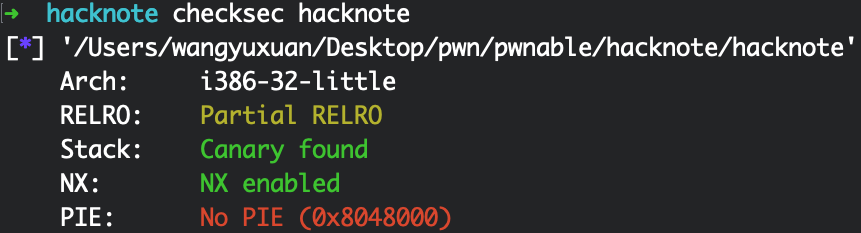 ➜ hacknote checksec hacknote
[*] '/Users/wangyuxuan/Desktop/pwn/pwnable/hacknote/hacknote'
Arch: i386-32-little
RELRO: Partial RELRO
Stack: Canary found
NX: NX enabled
PIE: No PIE (0x8048000)